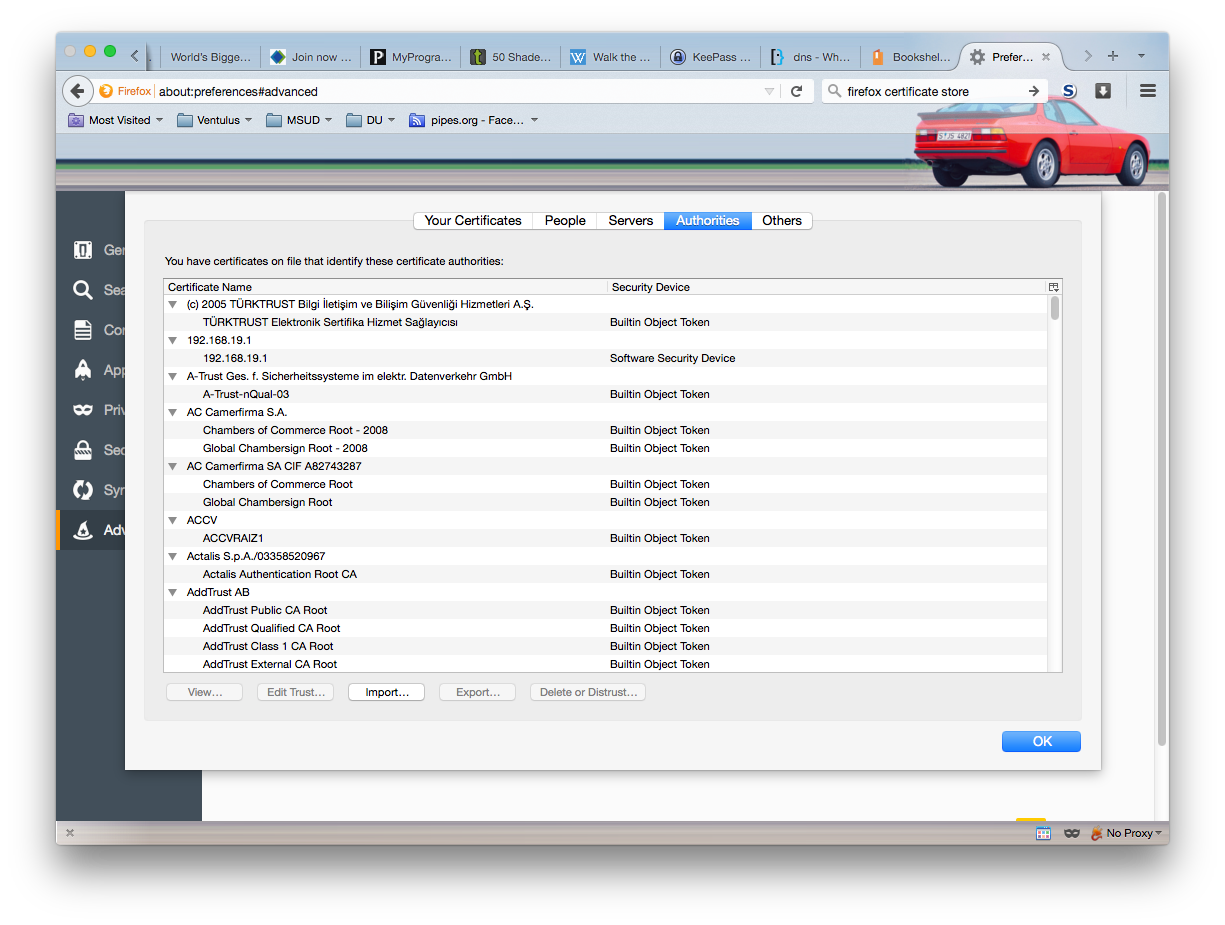 World's Bigge...
Join now ...
MyProgra...
50 Shade...
Walk the ...
KeePass ...
dns - Wh...
Bookshel...
Prefer...
Firefox
about:preferences#advanced
firefox certificate store
Most Visited
Ventulus
MSUD
DU
pipes.org - Face...
Your Certificates
People
Servers
Authorities
Others
You have certificates on file that identify these certificate authorities:
Certificate Name Security Device
(c) 2005 TÜRKTRUST Bilgi İletişim ve Bilişim Güvenliği Hizmetleri A.Ş.
TÜRKTRUST Elektronik Sertifika Hizmet Sağlayıcısı Builtin Object Token
192.168.19.1
192.168.19.1 Software Security Device
A-Trust Ges. f. Sicherheitssysteme im elektr. Datenverkehr GmbH
A-Trust-nQual-03 Builtin Object Token
AC Camerfirma S.A.
Chambers of Commerce Root - 2008 Builtin Object Token
Global Chambersign Root - 2008 Builtin Object Token
AC Camerfirma SA CIF A82743287
Chambers of Commerce Root Builtin Object Token
Global Chambersign Root Builtin Object Token
ACCV
ACCVRAIZ1 Builtin Object Token
Actalis S.p.A./03358520967
Actalis Authentication Root CA Builtin Object Token
AddTrust AB
AddTrust Public CA Root Builtin Object Token
AddTrust Qualified CA Root Builtin Object Token
AddTrust Class 1 CA Root Builtin Object Token
AddTrust External CA Root Builtin Object Token
View...
Edit Trust...
Import...
Export...
Delete or Distrust...
OK
No Proxy